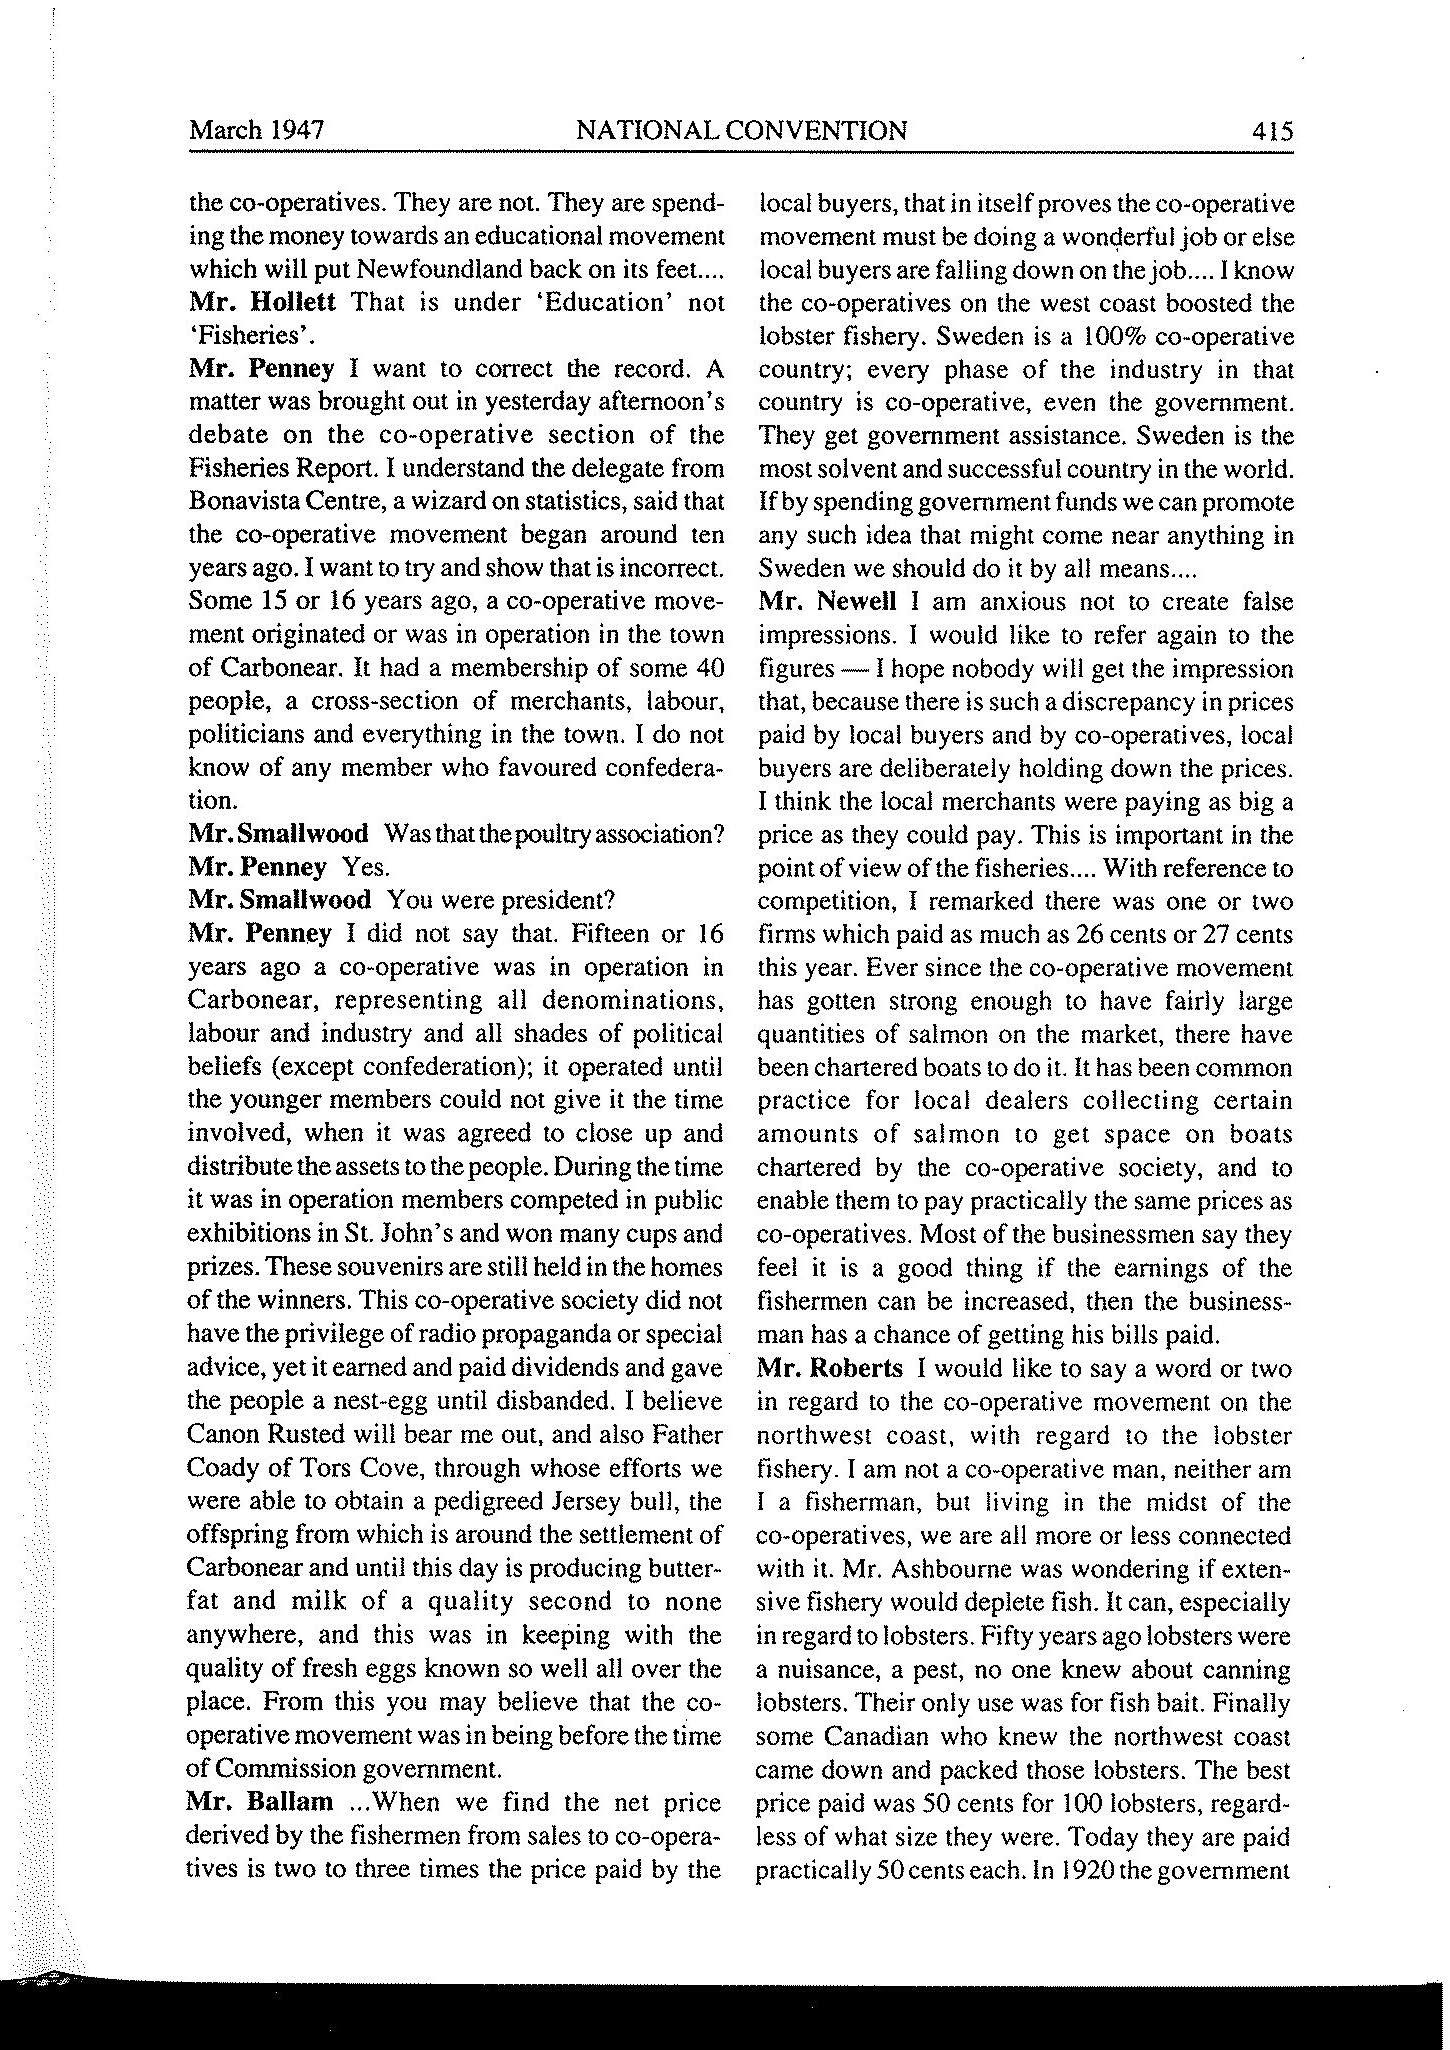 March 1947 NATIONAL CONVENTION 415
the co-operatives. They are not. They are spend-
ing the money towards an educational movement
which will put Newfoundland back on its feet....
Mr. Hollett That is under ‘Education’ not
‘Fisheries’.
Mr. Penney I want to correct the record. A
matter was brought out in yesterday afternoon's
debate on the co-operative section of the
Fisheries Report. I understand the delegate from
Bonavista Centre, a wizard on statistics, said that
the co-operative movement began around ten
years ago. I want to try and show that is incorrect.
Some 15 or 16 years ago, a co-operative move-
ment originated or was in operation in the town
of Carbonear. It had a membership of some 40
people, a cross-section of merchants, labour,
politicians and everything in the town. I do not
know of any member who favoured confedera-
tion.
Mr. Smallwood Was that the poultry association?
Mr. Penney Yes.
Mr. Smallwood You were president?
Mr. Penney I did not say that. Fifteen or 16
years ago a co-operative was in operation in
Carbonear, representing all denominations,
labour and industry and all shades of political
beliefs (except confederation); it operated until
the younger members could not give it the time
involved, when it was agreed to close up and
distribute the assets to the people. During the time
it was in operation members competed in public
exhibitions in St. John's and won many cups and
prizes. These souvenirs are still held in the homes
of the winners. This co-operative society did not
have the privilege of radio propaganda or special
advice, yet it earned and paid dividends and gave
the people a nest-egg until disbanded. I believe
Canon Rusted will bear me out, and also Father
Coady of Tors Cove, through whose efforts we
were able to obtain a pedigreed Jersey bull, the
offspring from which is around the settlement of
Carbonear and until this day is producing butter-
fat and milk of a quality second to none
anywhere, and this was in keeping with the
quality of fresh eggs known so well all over the
place. From this you may believe that the co-
operative movement was in being before the time
of Commission government.
Mr. Ballam ...When we find the net price
derived by the fishermen from sales to co-opera-
tives is two to three times the price paid by the
local buyers, that in itself proves the co-operative
movement must be doing a wonderful job or else
local buyers are falling down on the job.... I know
the co-operatives on the west coast boosted the
lobster fishery. Sweden is a 100% co-operative
country; every phase of the industry in that
country is co-operative, even the government.
They get government assistance. Sweden is the
most solvent and successful country in the world.
If by spending government funds we can promote
any such idea that might come near anything in
Sweden we should do it by all means....
Mr. Newell I am anxious not to create false
impressions. I would like to refer again to the
figures — I hope nobody will get the impression
that, because there is such a discrepancy in prices
paid by local buyers and by co-operatives, local
buyers are deliberately holding down the prices.
I think the local merchants were paying as big a
price as they could pay. This is important in the
point of view of the fisheries.... With reference to
competition, I remarked there was one or two
firms which paid as much as 26 cents or 27 cents
this year. Ever since the co-operative movement
has gotten strong enough to have fairly large
quantities of salmon on the market, there have
been chartered boats to do it. It has been common
practice for local dealers collecting certain
amounts of salmon to get space on boats
chartered by the co-operative society, and to
enable them to pay practically the same prices as
co-operatives. Most of the businessmen say they
feel it is a good thing if the earnings of the
fishermen can be increased, then the business-
man has a chance of getting his bills paid.
Mr. Roberts I would like to say a word or two
in regard to the co-operative movement on the
northwest coast, with regard to the lobster
fishery. I am not a co-operative man, neither am
I a fisherman, but living in the midst of the
co-operatives, we are all more or less connected
with it. Mr. Ashbourne was wondering if exten-
sive fishery would deplete fish. It can, especially
in regard to lobsters. Fifty years ago lobsters were
a nuisance, a pest, no one knew about canning
lobsters. Their only use was for fish bait. Finally
some Canadian who knew the northwest coast
came down and packed those lobsters. The best
price paid was 50 cents for 100 lobsters, regard-
less of what size they were. Today they are paid
practically 50 cents each. In 1920 the government